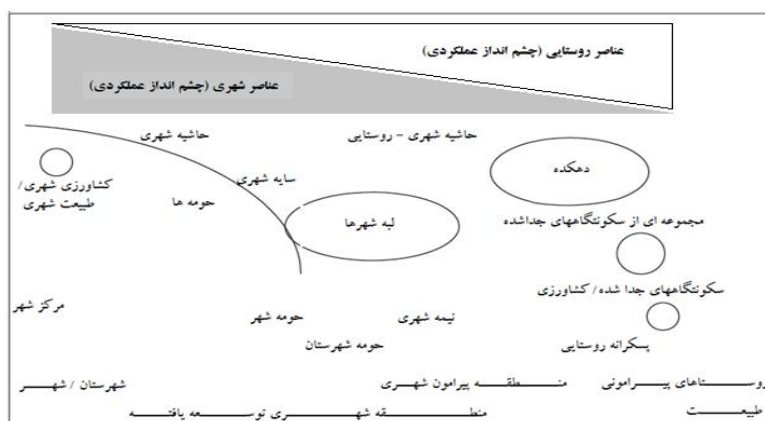 عناصر روستایی (چشم انداز عملکردی)
عناصر شهری (چشم انداز عملکردی)
حاشیه شهری – روستایی
حاشیه شهری
دهکده
سایه شهری
کشاورزی شهری/
طبیعت شهری
حومه ها
لبه شهرها
مجموعه ای از سکونتگاههای جداشده
سکونتگاههای جدا شده/ کشاورزی
مرکز شهر
نیمه شهری
حومه شهر
پسکرانه روستایی
حومه شهرستان
روستاهای پیرامونی
منطقه پیرامون شهری
شهرستان / شهر
طبیعت
منطقه شهری توسعه یافته